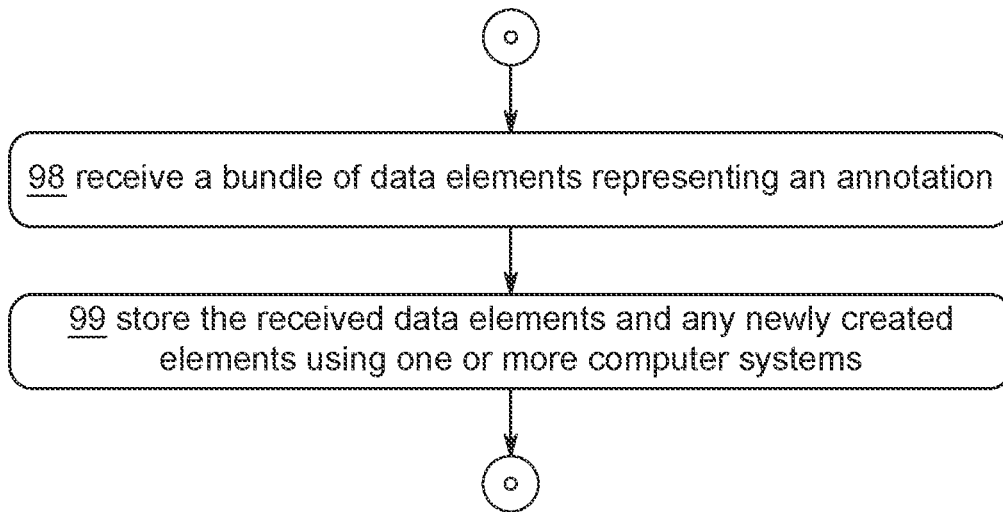 98 receive a bundle of data elements representing an annotation
99 store the received data elements and any newly created
elements using one or more computer systems